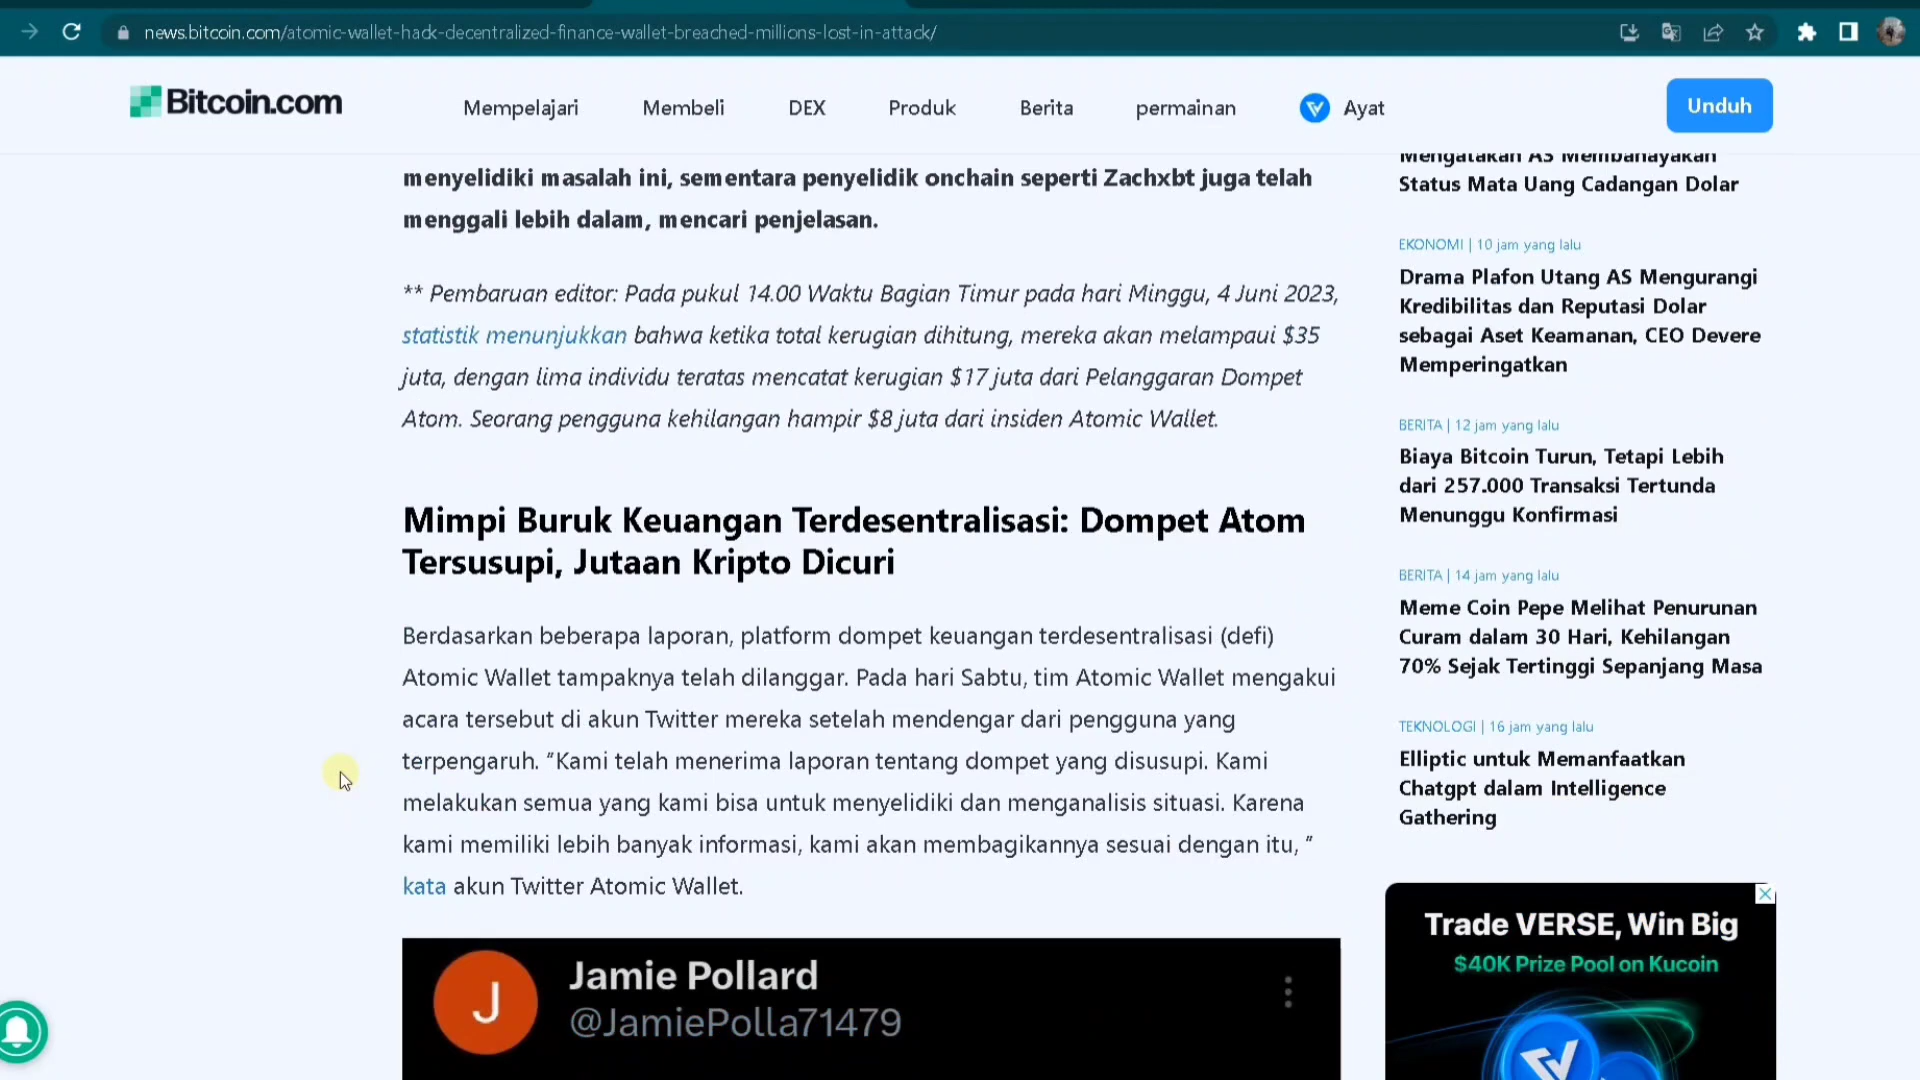 news.bitcoin.com/atomic-wallet-hack-decentralized-finance-wallet-breached-millions-lost-in-attack/
Bitcoin.com
Mempelajari
Membeli
DEX
Produk
Berita
permainan
Ayat
Unduh
menyelidiki masalah ini, sementara penyelidik onchain seperti Zachxbt juga telah
menggali lebih dalam, mencari penjelasan.
** Pembaruan editor: Pada pukul 14.00 Waktu Bagian Timur pada hari Minggu, 4 Juni 2023,
statistik menunjukkan bahwa ketika total kerugian dihitung, mereka akan melampaui $35
juta, dengan lima individu teratas mencatat kerugian $17 juta dari Pelanggaran Dompet
Atom. Seorang pengguna kehilangan hampir $8 juta dari insiden Atomic Wallet.
Mimpi Buruk Keuangan Terdesentralisasi: Dompet Atom
Tersusupi, Jutaan Kripto Dicuri
Berdasarkan beberapa laporan, platform dompet keuangan terdesentralisasi (defi)
Atomic Wallet tampaknya telah dilanggar. Pada hari Sabtu, tim Atomic Wallet mengakui
acara tersebut di akun Twitter mereka setelah mendengar dari pengguna yang
terpengaruh. “Kami telah menerima laporan tentang dompet yang disusupi. Kami
melakukan semua yang kami bisa untuk menyelidiki dan menganalisis situasi. Karena
kami memiliki lebih banyak informasi, kami akan membagikannya sesuai dengan itu, ”
kata akun Twitter Atomic Wallet.
J
Jamie Pollard
@JamiePolla71479
Mengatakan AS Membahayakan
Status Mata Uang Cadangan Dolar
EKONOMI | 10 jam yang lalu
Drama Plafon Utang AS Mengurangi
Kredibilitas dan Reputasi Dolar
sebagai Aset Keamanan, CEO Devere
Memperingatkan
BERITA | 12 jam yang lalu
Biaya Bitcoin Turun, Tetapi Lebih
dari 257.000 Transaksi Tertunda
Menunggu Konfirmasi
BERITA | 14 jam yang lalu
Meme Coin Pepe Melihat Penurunan
Curam dalam 30 Hari, Kehilangan
70% Sejak Tertinggi Sepanjang Masa
TEKNOLOGI | 16 jam yang lalu
Elliptic untuk Memanfaatkan
Chatgpt dalam Intelligence
Gathering
Trade VERSE, Win Big
$40K Prize Pool on Kucoin